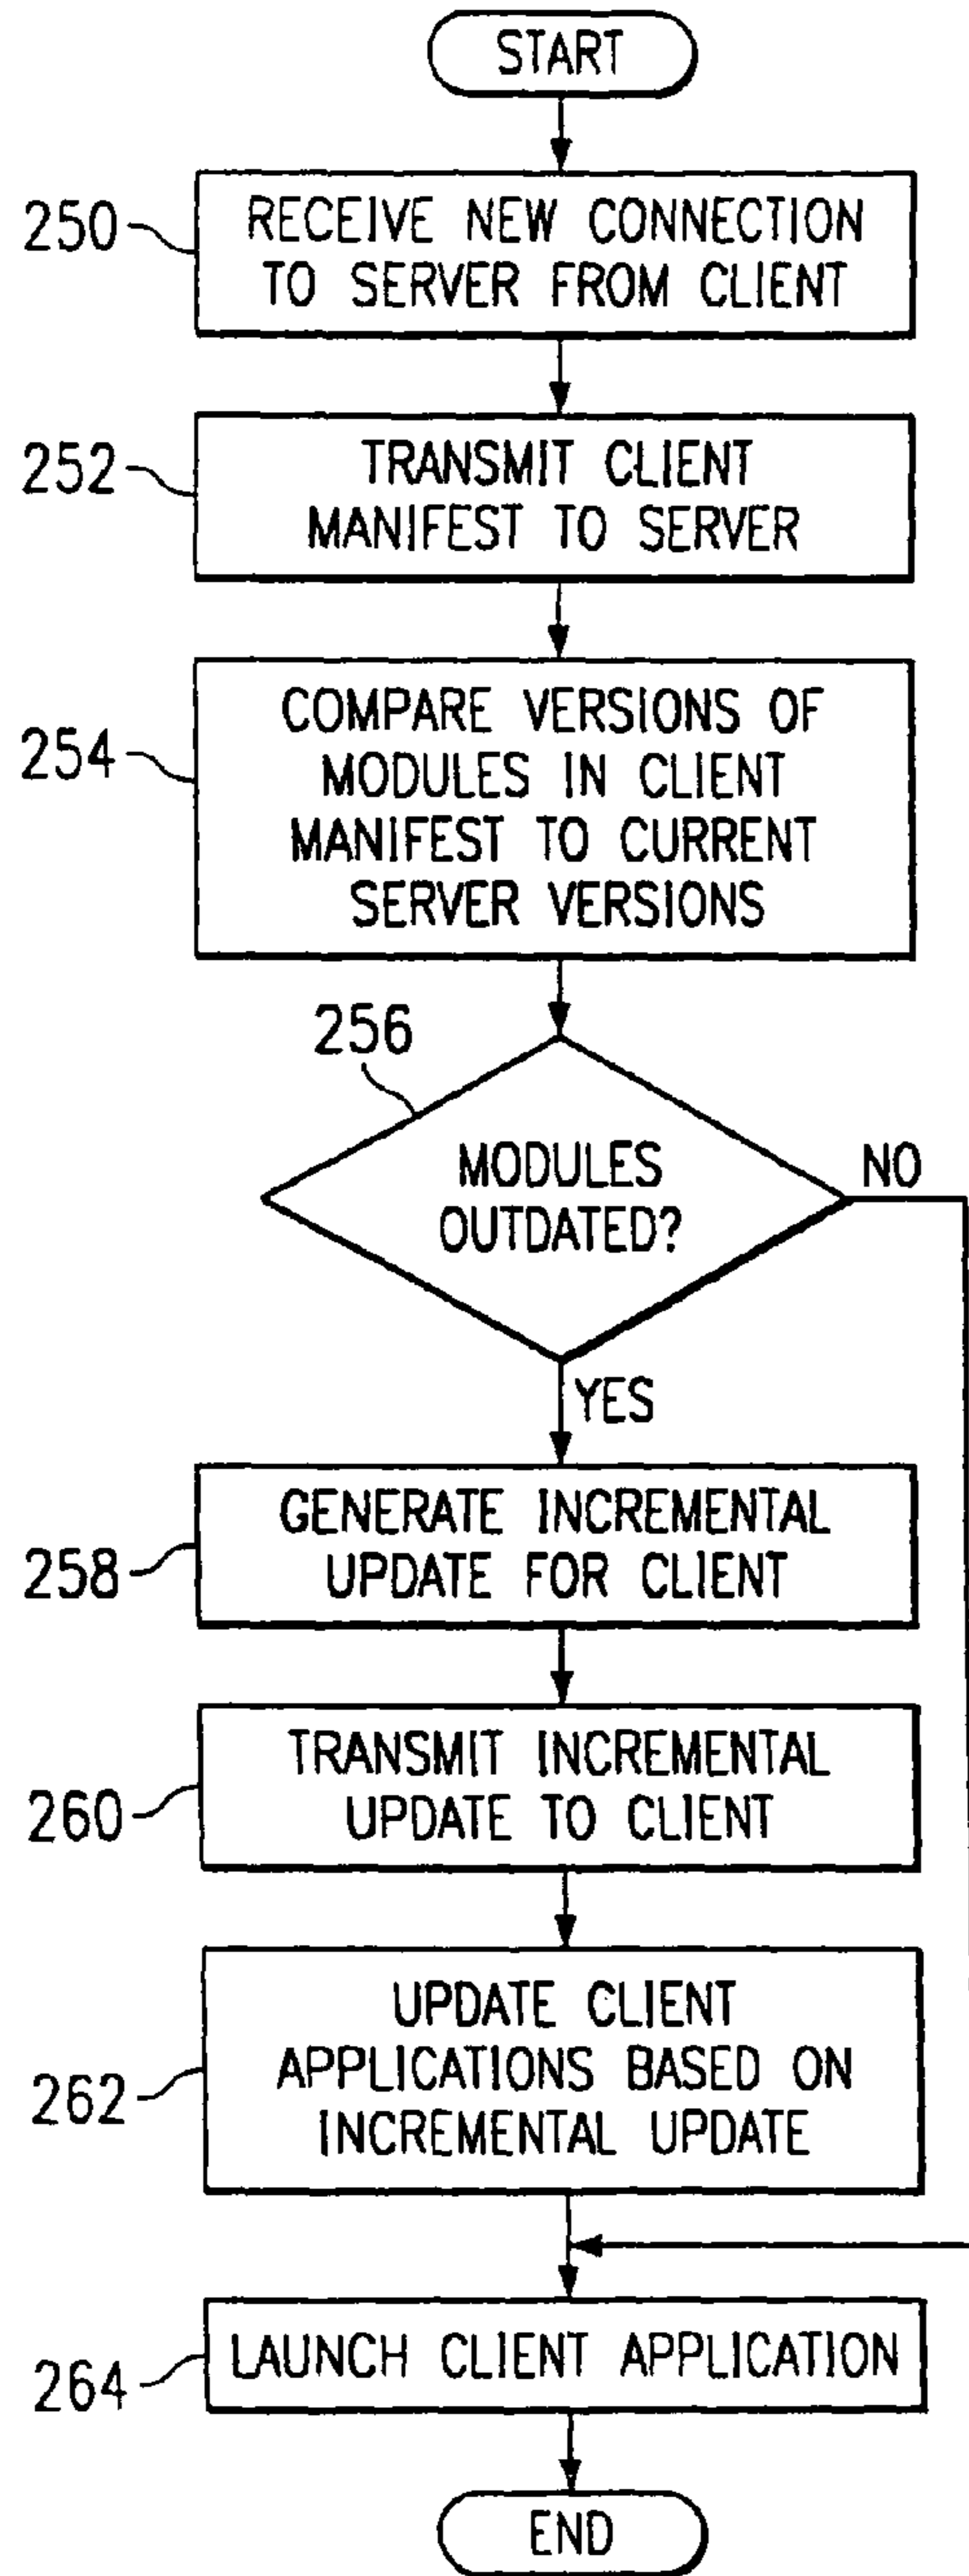 START
250
RECEIVE NEW CONNECTION
TO SERVER FROM CLIENT
252
TRANSMIT CLIENT
MANIFEST TO SERVER
254
COMPARE VERSIONS OF
MODULES IN CLIENT
MANIFEST TO CURRENT
SERVER VERSIONS
256
MODULES
OUTDATED?
NO
YES
258
GENERATE INCREMENTAL
UPDATE FOR CLIENT
260
TRANSMIT INCREMENTAL
UPDATE TO CLIENT
262
UPDATE CLIENT
APPLICATIONS BASED ON
INCREMENTAL UPDATE
264
LAUNCH CLIENT APPLICATION
END